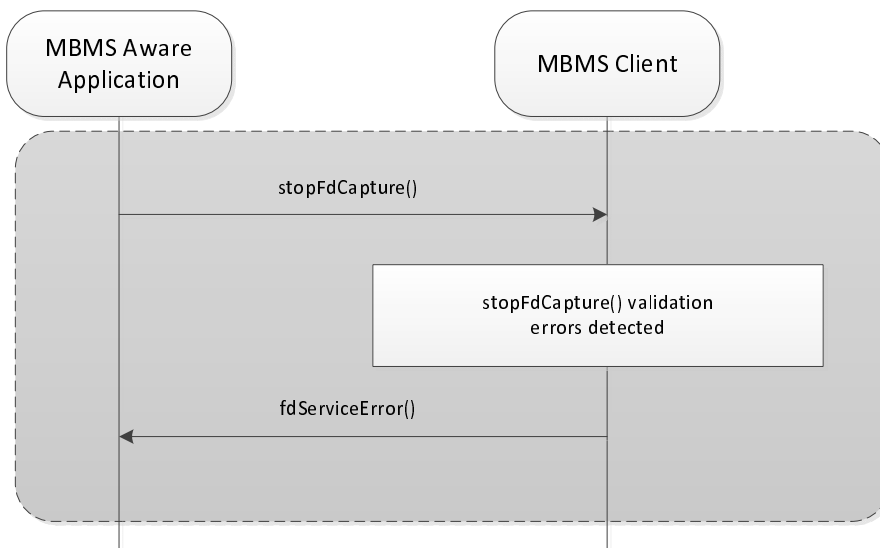 MBMS Aware
Application
MBMS Client
stopFdCapture()
stopFdCapture() validation
errors detected
fdServiceError()